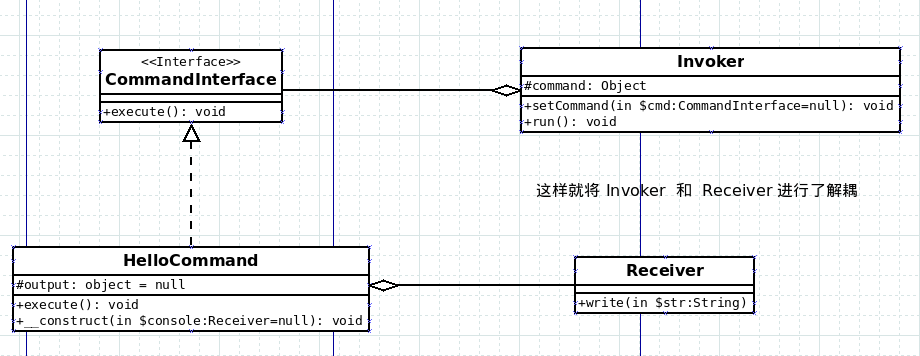 <<Interface>>
CommandInterface
+execute(): void
Invoker
#command: Object
+setCommand(in $cmd:CommandInterface=null): void
+run(): void
这样就将 Invoker 和 Receiver 进行了解耦
HelloCommand
#output: object = null
+execute(): void
+__construct(in $console:Receiver=null): void
Receiver
+write(in $str:String)